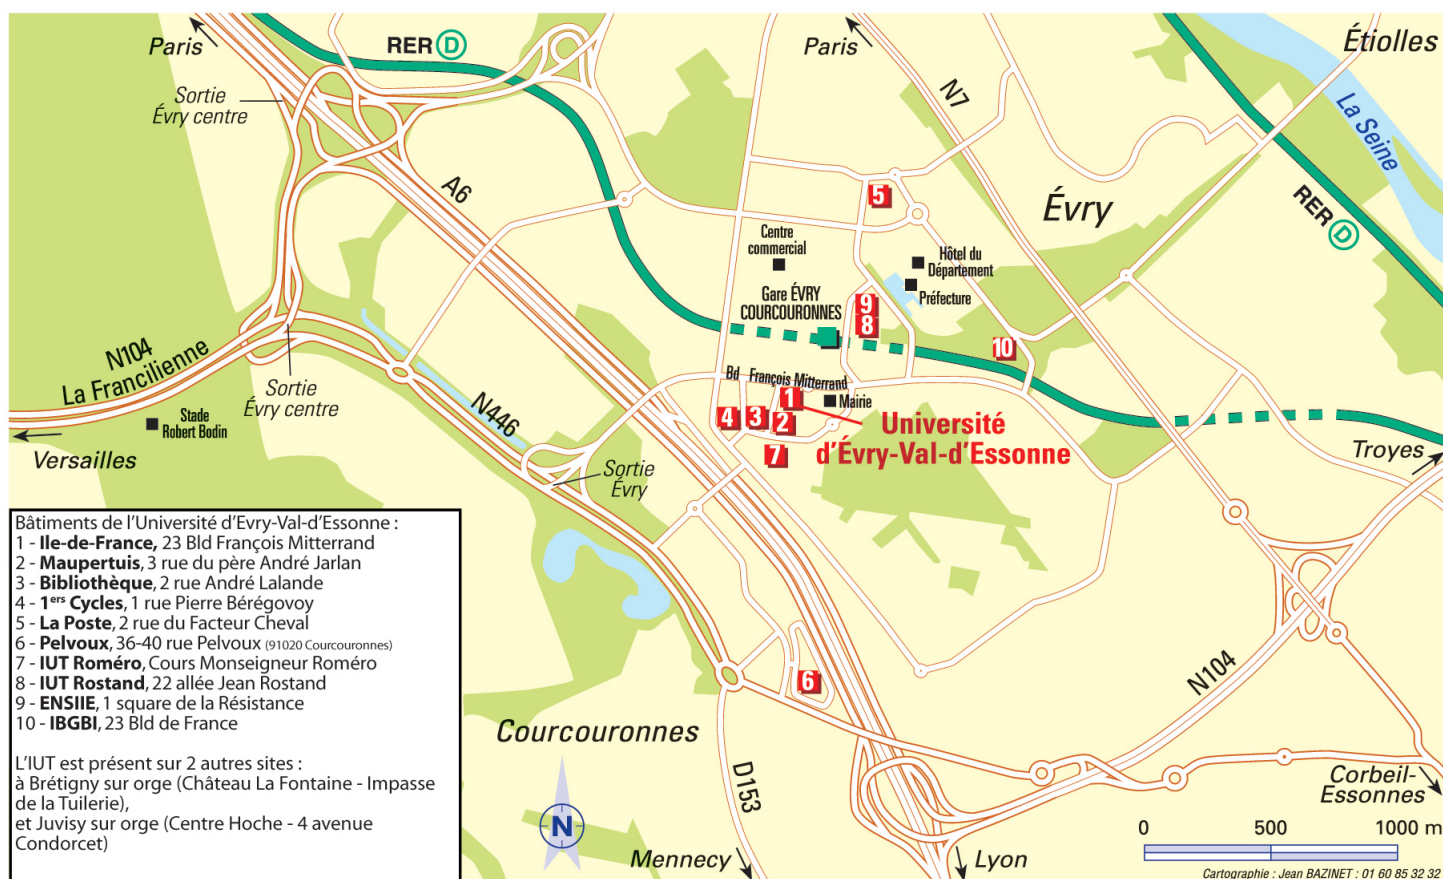 Paris
RER D
Paris
Étiolles
Sortie
Évry centre
N7
La Seine
A6
5
Évry
RER D
Centre
commercial
Hôtel du
Département
Préfecture
Gare ÉVRY
COURCOURONNES
9
8
10
N104
La Francilienne
Sortie
Évry centre
Bd François Mitterrand
1
Mairie
Stade
Robert Bodin
N446
4
3
2
Université
d'Évry-Val-d'Essonne
7
Versailles
Troyes
Sortie
Évry
Bâtiments de l'Université d'Evry-Val-d'Essonne :
1 - Ile-de-France, 23 Bld François Mitterrand
2 - Maupertuis, 3 rue du père André Jarlan
3 - Bibliothèque, 2 rue André Lalande
4 - 1ers Cycles, 1 rue Pierre Bérégovoy
5 - La Poste, 2 rue du Facteur Cheval
6 - Pelvoux, 36-40 rue Pelvoux (91020 Courcouronnes)
7 - IUT Roméro, Cours Monseigneur Roméro
8 - IUT Rostand, 22 allée Jean Rostand
9 - ENSIIE, 1 square de la Résistance
10 - IBGBI, 23 Bld de France
L'IUT est présent sur 2 autres sites :
à Brétigny sur orge (Château La Fontaine - Impasse
de la Tuilerie),
et Juvisy sur orge (Centre Hoche - 4 avenue
Condorcet)
6
N104
Courcouronnes
D153
N
Corbeil-
Essonnes
Mennecy
Lyon
0 500 1000 m
Cartographie : Jean BAZINET : 01 60 85 32 32